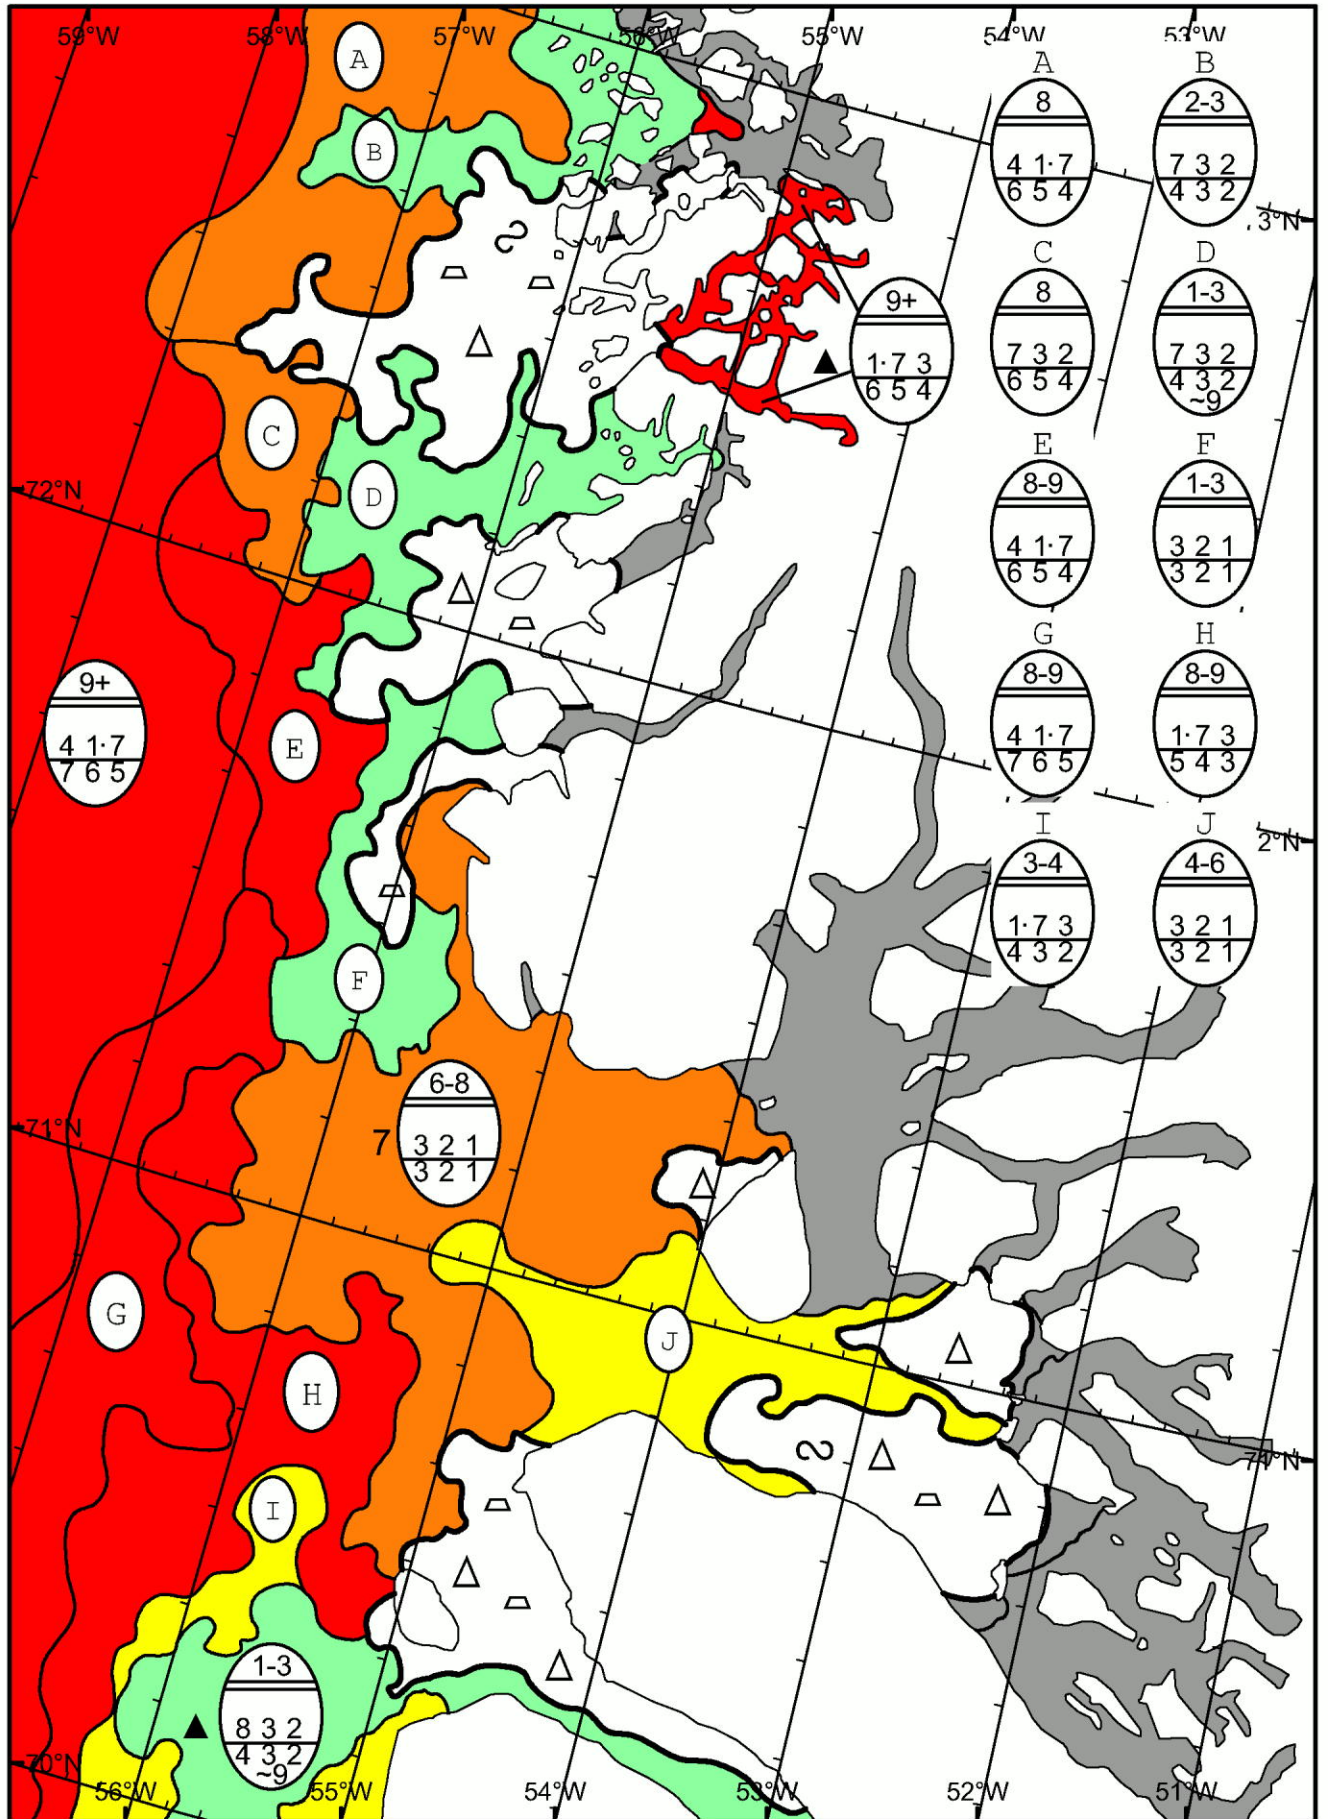 59°W 58°W 57°W 56°W 55°W 54°W 53°W
A
B
C
D
E
F
G
H
I
J
A
8
4 1·7
6 5 4
B
2-3
7 3 2
4 3 2
3°N
C
8
7 3 2
6 5 4
D
1-3
7 3 2
4 3 2
~9
9+
1·7 3
6 5 4
E
8-9
4 1·7
6 5 4
F
1-3
3 2 1
3 2 1
72°N
G
8-9
4 1·7
7 6 5
H
8-9
1·7 3
5 4 3
9+
4 1·7
7 6 5
I
3-4
1·7 3
4 3 2
J
4-6
3 2 1
3 2 1
2°N
71°N
7
6-8
3 2 1
3 2 1
71°N
1-3
8 3 2
4 3 2
~9
70°N
56°W 55°W 54°W 53°W 52°W 51°W